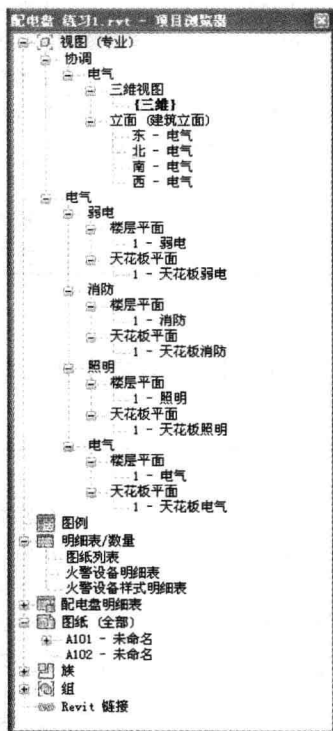 配电盘 练习1.rvt - 项目浏览器
视图 (专业)
协调
电气
三维视图
{三维}
立面 (建筑立面)
东 - 电气
北 - 电气
南 - 电气
西 - 电气
电气
弱电
楼层平面
1 - 弱电
天花板平面
1 - 天花板弱电
消防
楼层平面
1 - 消防
天花板平面
1 - 天花板消防
照明
楼层平面
1 - 照明
天花板平面
1 - 天花板照明
电气
楼层平面
1 - 电气
天花板平面
1 - 天花板电气
图例
明细表/数量
图纸列表
火警设备明细表
火警设备样式明细表
配电盘明细表
图纸 (全部)
A101 - 未命名
A102 - 未命名
族
组
Revit 链接